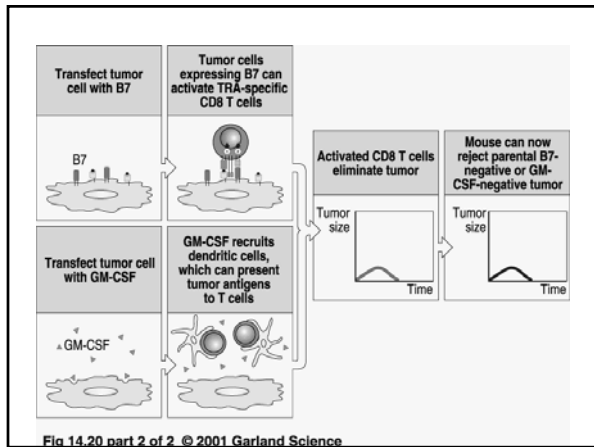 Transfect tumor
cell with B7
B7
Tumor cells
expressing B7 can
activate TRA-specific
CD8 T cells
Transfect tumor cell
with GM-CSF
GM-CSF
GM-CSF recruits
dendritic cells,
which can present
tumor antigens
to T cells
Activated CD8 T cells
eliminate tumor
Tumor
size
Time
Mouse can now
reject parental B7-
negative or GM-
CSF-negative tumor
Tumor
size
Time
Fig 14.20 part 2 of 2 © 2001 Garland Science